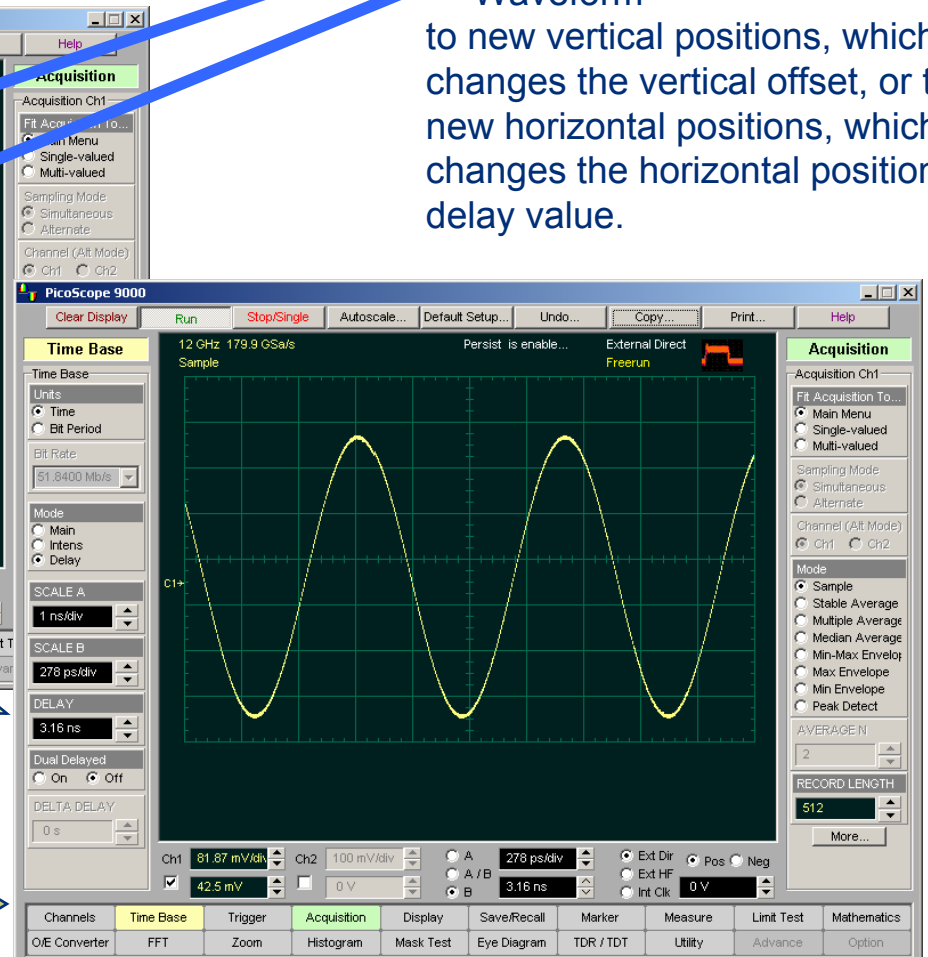 Waveform
to new vertical positions, which
changes the vertical offset, or t
new horizontal positions, which
changes the horizontal position
delay value.
Help
Acquisition
Acquisition Ch1
Main Menu
Single-valued
Multi-valued
Sampling Mode
Simultaneous
Alternate
Channel (Alt Mode)
Ch1 Ch2
PicoScope 9000
Clear Display Run Stop/Single Autoscale... Default Setup... Undo... Copy... Print... Help
Time Base
Time Base
Units
Time
Bit Period
Bit Rate
51.8400 Mb/s
Mode
Main
Intens
Delay
SCALE A
1 ns/div
SCALE B
278 ps/div
DELAY
3.16 ns
Dual Delayed
On Off
DELTA DELAY
0 s
12 GHz 179.9 GSa/s Persist is enable... External Direct
Sample Freerun
C1
Acquisition
Acquisition Ch1
Fit Acquisition To...
Main Menu
Single-valued
Multi-valued
Sampling Mode
Simultaneous
Alternate
Channel (Alt Mode)
Ch1 Ch2
Mode
Sample
Stable Average
Multiple Average
Median Average
Min-Max Envelop
Max Envelope
Min Envelope
Peak Detect
AVERAGE N
2
RECORD LENGTH
512
More...
Ch1 81.87 mV/div Ch2 100 mV/div A 278 ps/div Ext Dir Pos Neg
A / B Ext HF
42.5 mV 0 V B 3.16 ns Int Clk 0 V
Channels Time Base Trigger Acquisition Display Save/Recall Marker Measure Limit Test Mathematics
O/E Converter FFT Zoom Histogram Mask Test Eye Diagram TDR / TDT Utility Advance Option